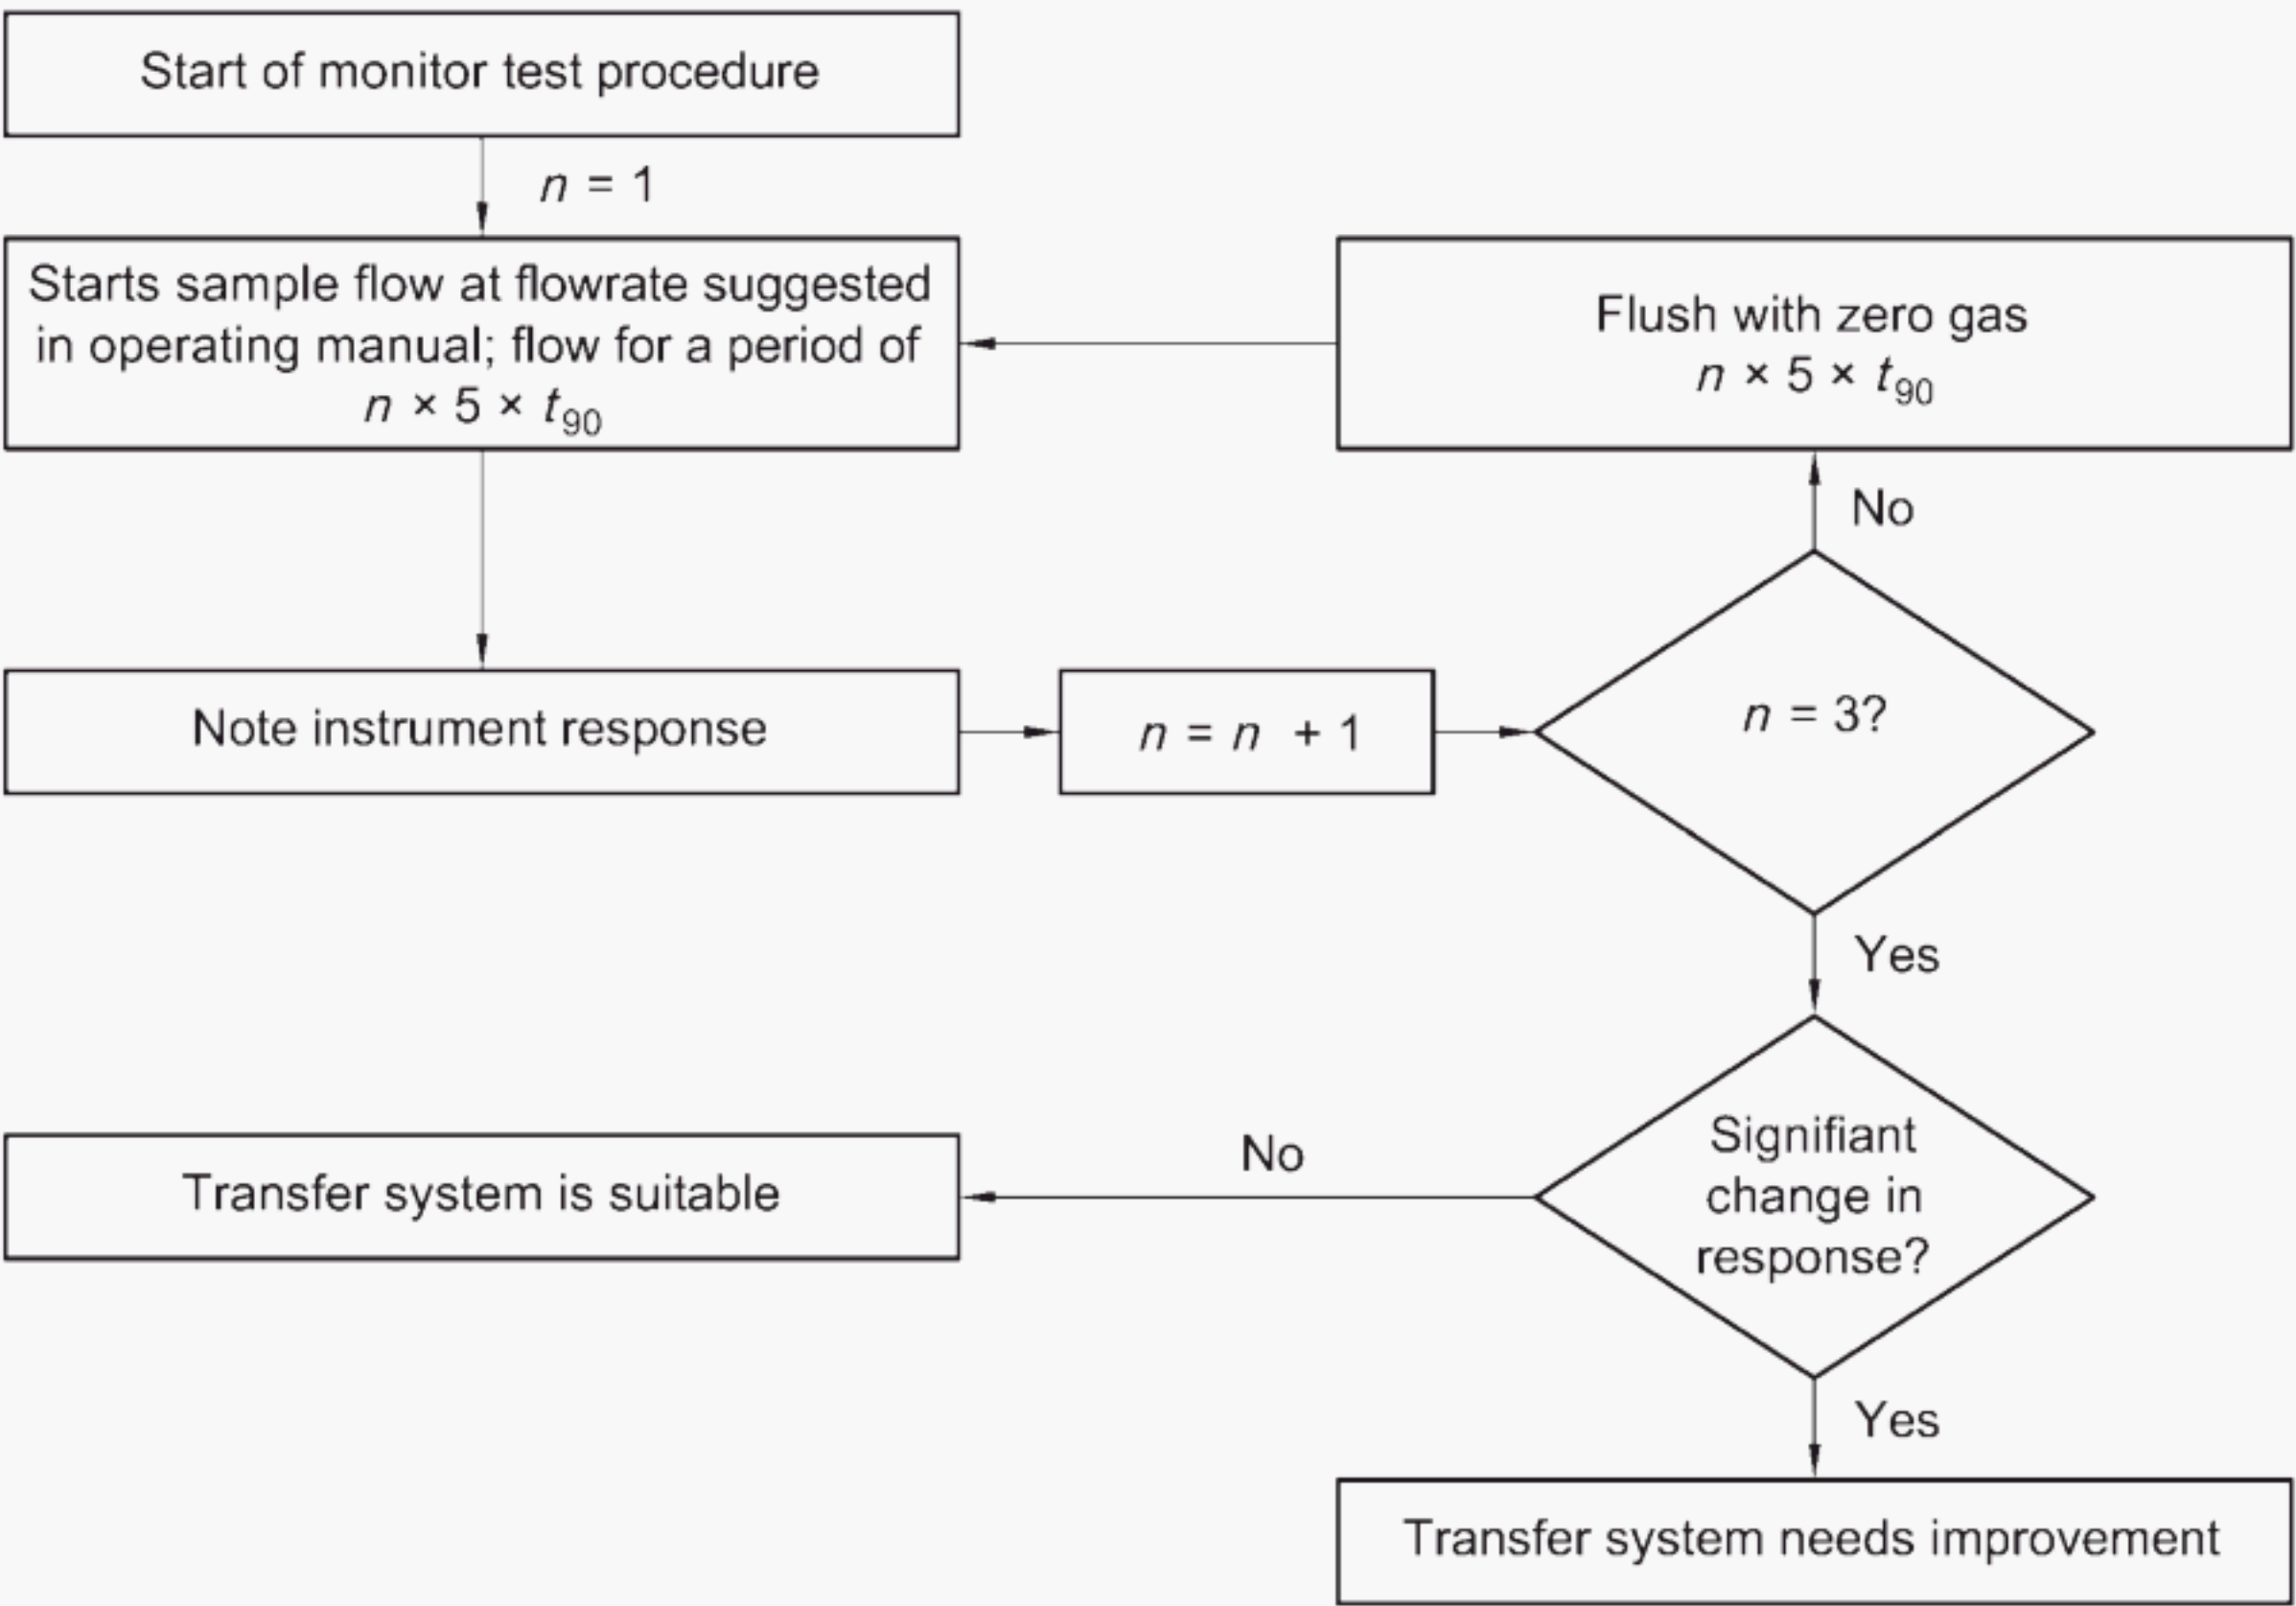 Start of monitor test procedure
n = 1
Starts sample flow at flowrate suggested
in operating manual; flow for a period of
n × 5 × t90
Flush with zero gas
n × 5 × t90
No
Note instrument response
n = n + 1
n = 3?
Yes
Signifiant
change in
response?
No
Transfer system is suitable
Yes
Transfer system needs improvement